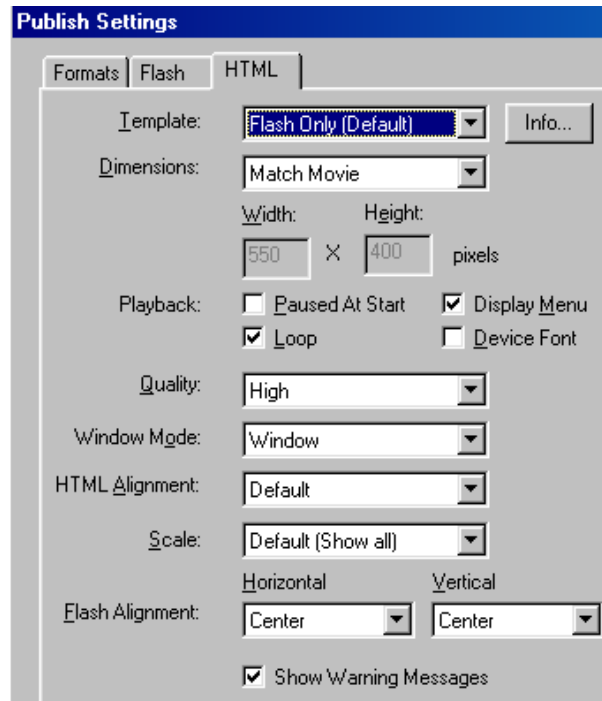 Publish Settings
Formats Flash HTML
Template: Flash Only (Default) Info...
Dimensions: Match Movie
Width: Height:
550 X 400 pixels
Playback: Paused At Start Display Menu
Loop Device Font
Quality: High
Window Mode: Window
HTML Alignment: Default
Scale: Default (Show all)
Horizontal Vertical
Flash Alignment: Center Center
Show Warning Messages